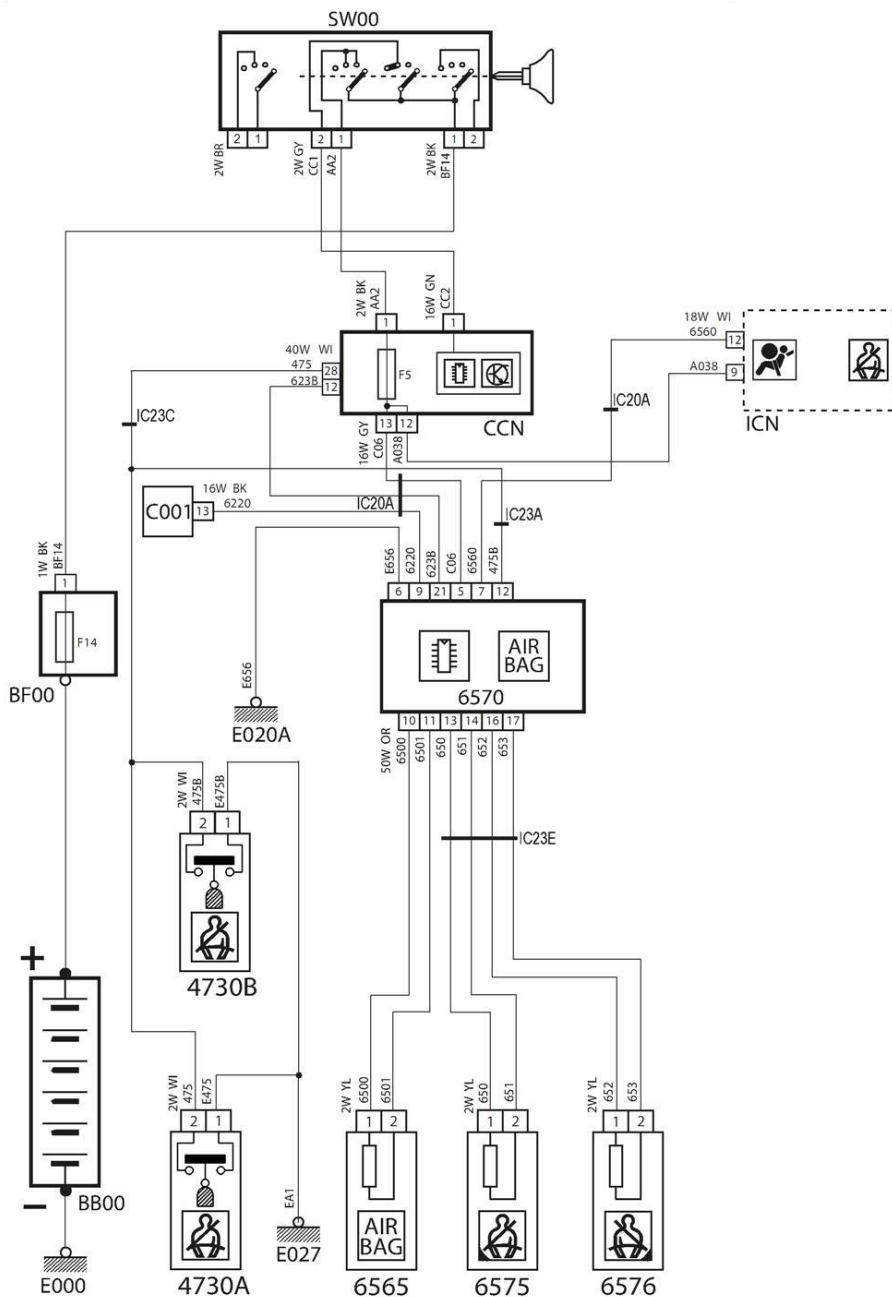 SW00
2 1
2 1
1 2
2W BR
2W GY
CC1
AA2
2W BK
BF14
2W BK
AA2
16W GN
CC2
1
1
40W WI
475
28
623B
12
F5
13 12
CCN
16W GY
C06
A038
18W WI
6560
12
A038
9
ICN
IC20A
IC23C
C001
16W BK
13
6220
IC20A
IC23A
E656
6220
623B
C06
6560
475B
6 9 21 5 7 12
AIR
BAG
6570
10 11 13 14 16 17
50W OR
6500
6501
650
651
652
653
IC23E
1W BK
BF14
1
F14
BF00
E656
E020A
2W WI
475B
E475B
2 1
4730B
+
−
BB00
E000
2W WI
475
E475
2 1
4730A
EA1
E027
2W YL
6500
6501
1 2
AIR
BAG
6565
2W YL
650
651
1 2
6575
2W YL
652
653
1 2
6576